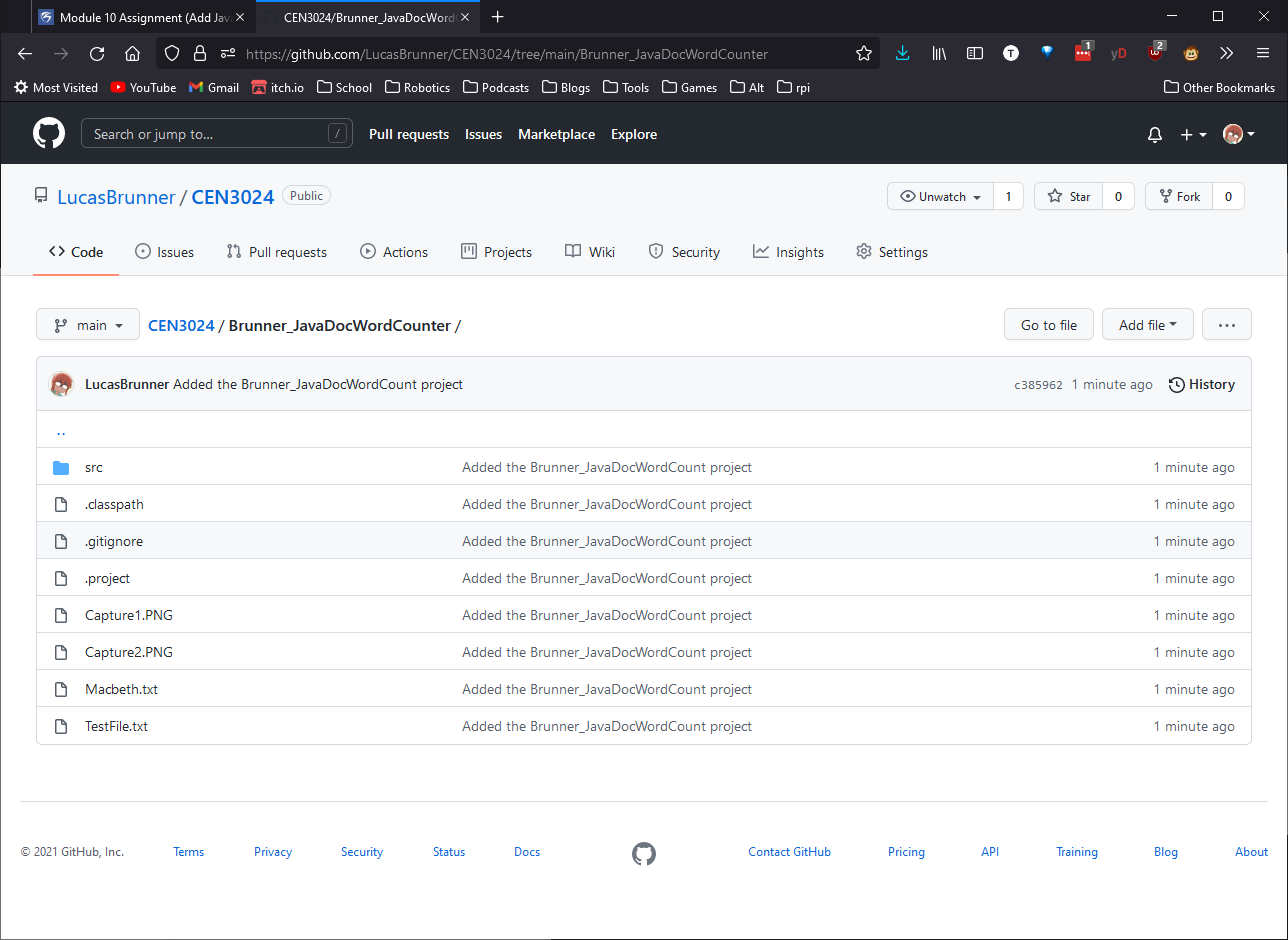 Module 10 Assignment (Add Jav
CEN3024/Brunner_JavaDocWord
https://github.com/LucasBrunner/CEN3024/tree/main/Brunner_JavaDocWordCounter
T 1 yD 2
Most Visited YouTube Gmail itch.io School Robotics Podcasts Blogs Tools Games Alt rpi Other Bookmarks
Search or jump to... / Pull requests Issues Marketplace Explore
LucasBrunner / CEN3024 Public Unwatch 1 Star 0 Fork 0
Code Issues Pull requests Actions Projects Wiki Security Insights Settings
main CEN3024 / Brunner_JavaDocWordCounter / Go to file Add file ...
LucasBrunner Added the Brunner_JavaDocWordCount project c385962 1 minute ago History
..
src Added the Brunner_JavaDocWordCount project 1 minute ago
.classpath Added the Brunner_JavaDocWordCount project 1 minute ago
.gitignore Added the Brunner_JavaDocWordCount project 1 minute ago
.project Added the Brunner_JavaDocWordCount project 1 minute ago
Capture1.PNG Added the Brunner_JavaDocWordCount project 1 minute ago
Capture2.PNG Added the Brunner_JavaDocWordCount project 1 minute ago
Macbeth.txt Added the Brunner_JavaDocWordCount project 1 minute ago
TestFile.txt Added the Brunner_JavaDocWordCount project 1 minute ago
© 2021 GitHub, Inc. Terms Privacy Security Status Docs Contact GitHub Pricing API Training Blog About